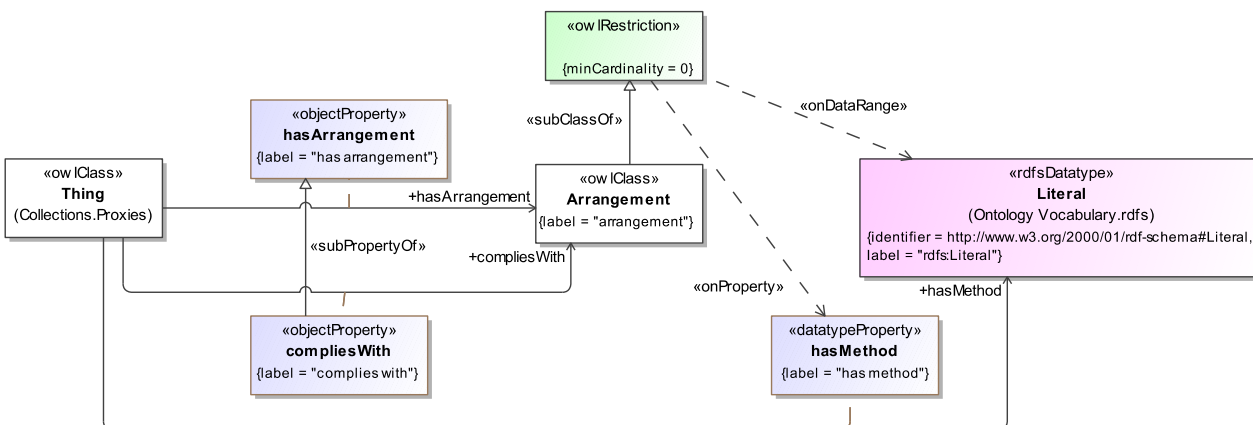 «owlRestriction»
{minCardinality = 0}
«onDataRange»
«objectProperty»
hasArrangement
{label = "has arrangement"}
«subClassOf»
«owlClass»
Thing
(Collections.Proxies)
+hasArrangement
«owlClass»
Arrangement
{label = "arrangement"}
«rdfsDatatype»
Literal
(Ontology Vocabulary.rdfs)
{identifier = http://www.w3.org/2000/01/rdf-schema#Literal,
label = "rdfs:Literal"}
«subPropertyOf»
+compliesWith
«onProperty»
+hasMethod
«objectProperty»
compliesWith
{label = "complies with"}
«datatypeProperty»
hasMethod
{label = "has method"}